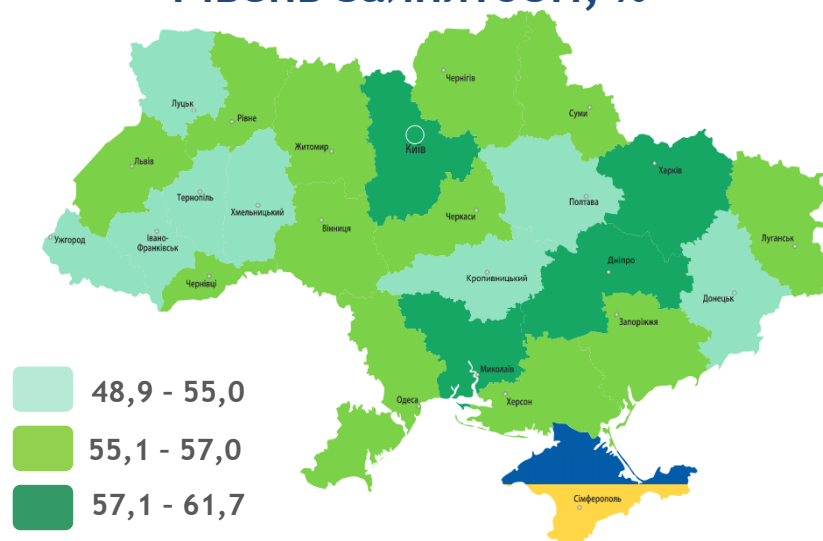 Рівень зайнятості, %
Чернігів
Луцьк
Суми
Рівне
Житомир
Київ
Львів
Харків
Тернопіль
Хмельницький
Полтава
Черкаси
Вінниця
Ужгород
Івано-
Франківськ
Луганськ
Дніпро
Кропивницький
Чернівці
Донецьк
Запоріжжя
Миколаїв
48,9 - 55,0
Одеса
Херсон
55,1 - 57,0
57,1 - 61,7
Сімферополь